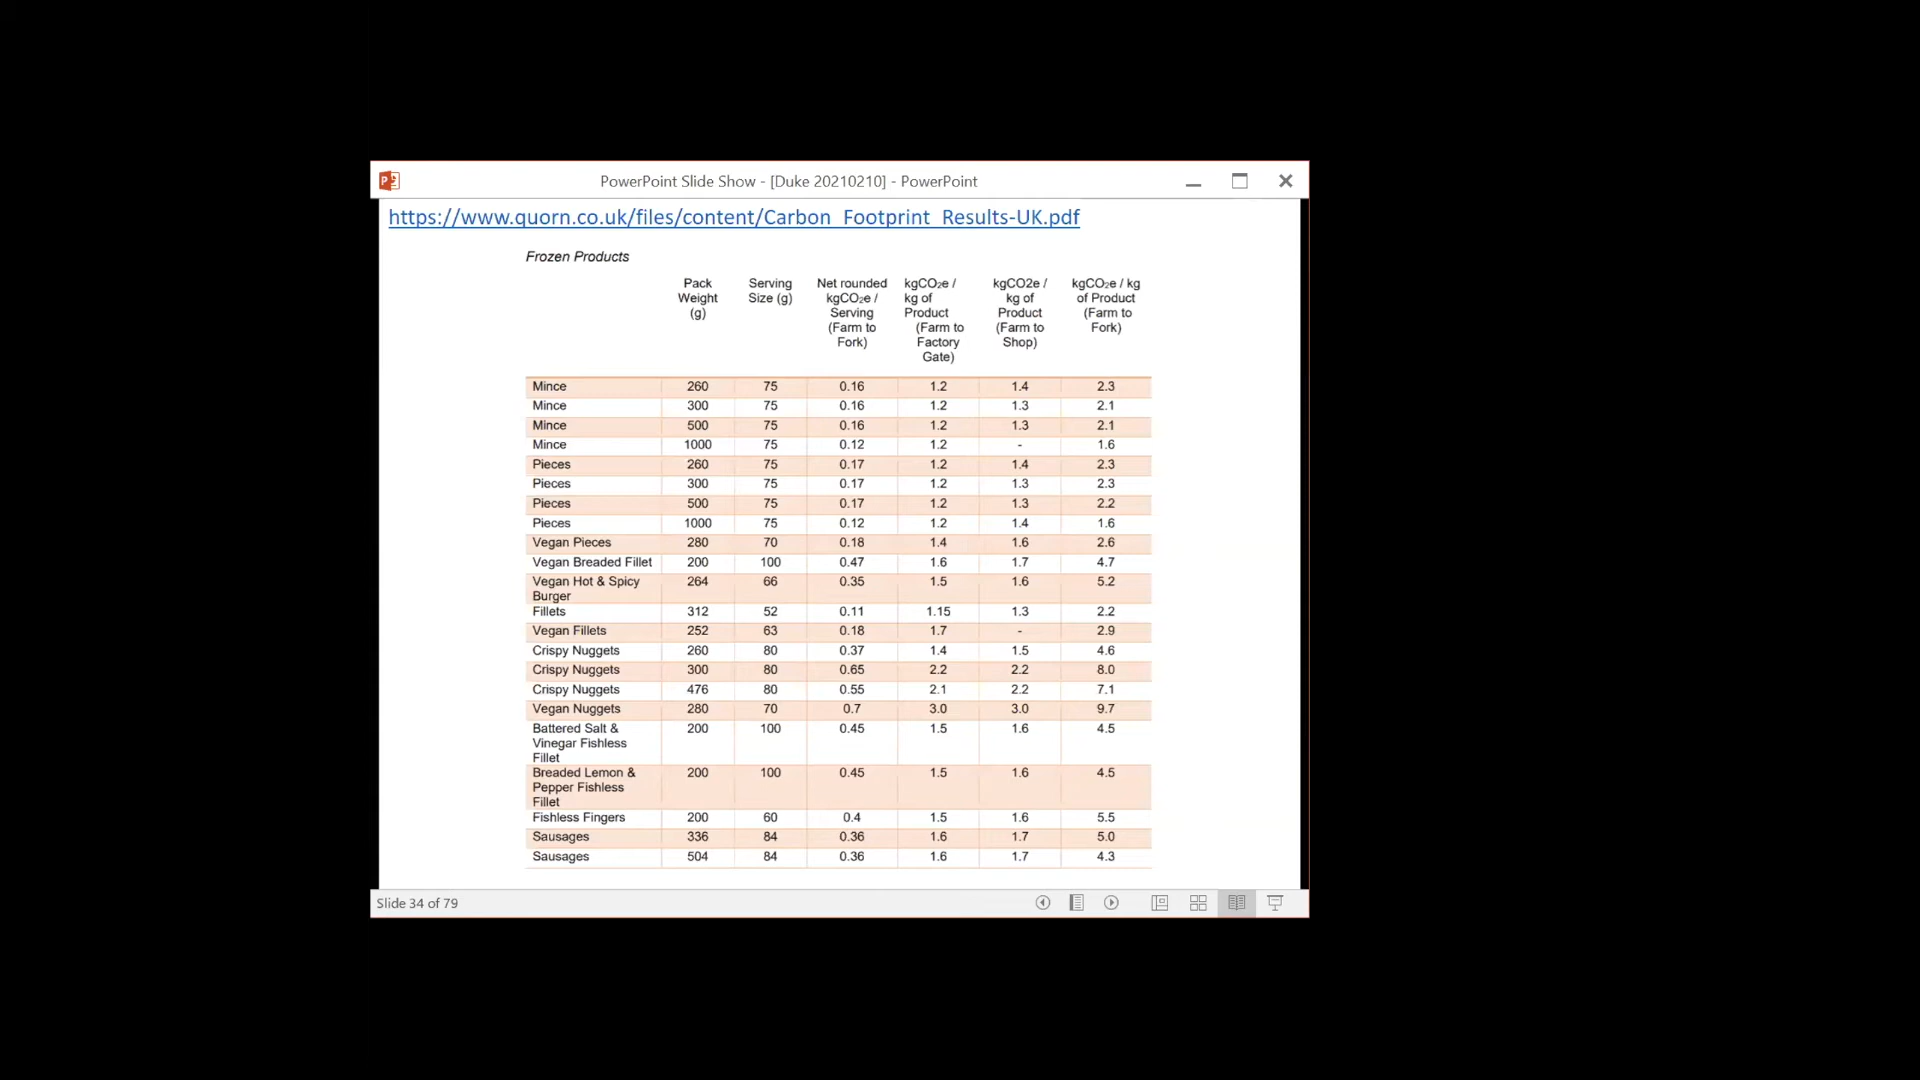 PowerPoint Slide Show - [Duke 20210210] - PowerPoint
https://www.quorn.co.uk/files/content/Carbon_Footprint_Results-UK.pdf
Frozen Products
Pack Weight (g) Serving Size (g) Net rounded kgCO2e / Serving (Farm to Fork) kgCO2e / kg of Product (Farm to Factory Gate) kgCO2e / kg of Product (Farm to Shop) kgCO2e / kg of Product (Farm to Fork)
Mince 260 75 0.16 1.2 1.4 2.3
Mince 300 75 0.16 1.2 1.3 2.1
Mince 500 75 0.16 1.2 1.3 2.1
Mince 1000 75 0.12 1.2 - 1.6
Pieces 260 75 0.17 1.2 1.4 2.3
Pieces 300 75 0.17 1.2 1.3 2.3
Pieces 500 75 0.17 1.2 1.3 2.2
Pieces 1000 75 0.12 1.2 1.4 1.6
Vegan Pieces 280 70 0.18 1.4 1.6 2.6
Vegan Breaded Fillet 200 100 0.47 1.6 1.7 4.7
Vegan Hot & Spicy Burger 264 66 0.35 1.5 1.6 5.2
Fillets 312 52 0.11 1.15 1.3 2.2
Vegan Fillets 252 63 0.18 1.7 - 2.9
Crispy Nuggets 260 80 0.37 1.4 1.5 4.6
Crispy Nuggets 300 80 0.65 2.2 2.2 8.0
Crispy Nuggets 476 80 0.55 2.1 2.2 7.1
Vegan Nuggets 280 70 0.7 3.0 3.0 9.7
Battered Salt & Vinegar Fishless Fillet 200 100 0.45 1.5 1.6 4.5
Breaded Lemon & Pepper Fishless Fillet 200 100 0.45 1.5 1.6 4.5
Fishless Fingers 200 60 0.4 1.5 1.6 5.5
Sausages 336 84 0.36 1.6 1.7 5.0
Sausages 504 84 0.36 1.6 1.7 4.3
Slide 34 of 79